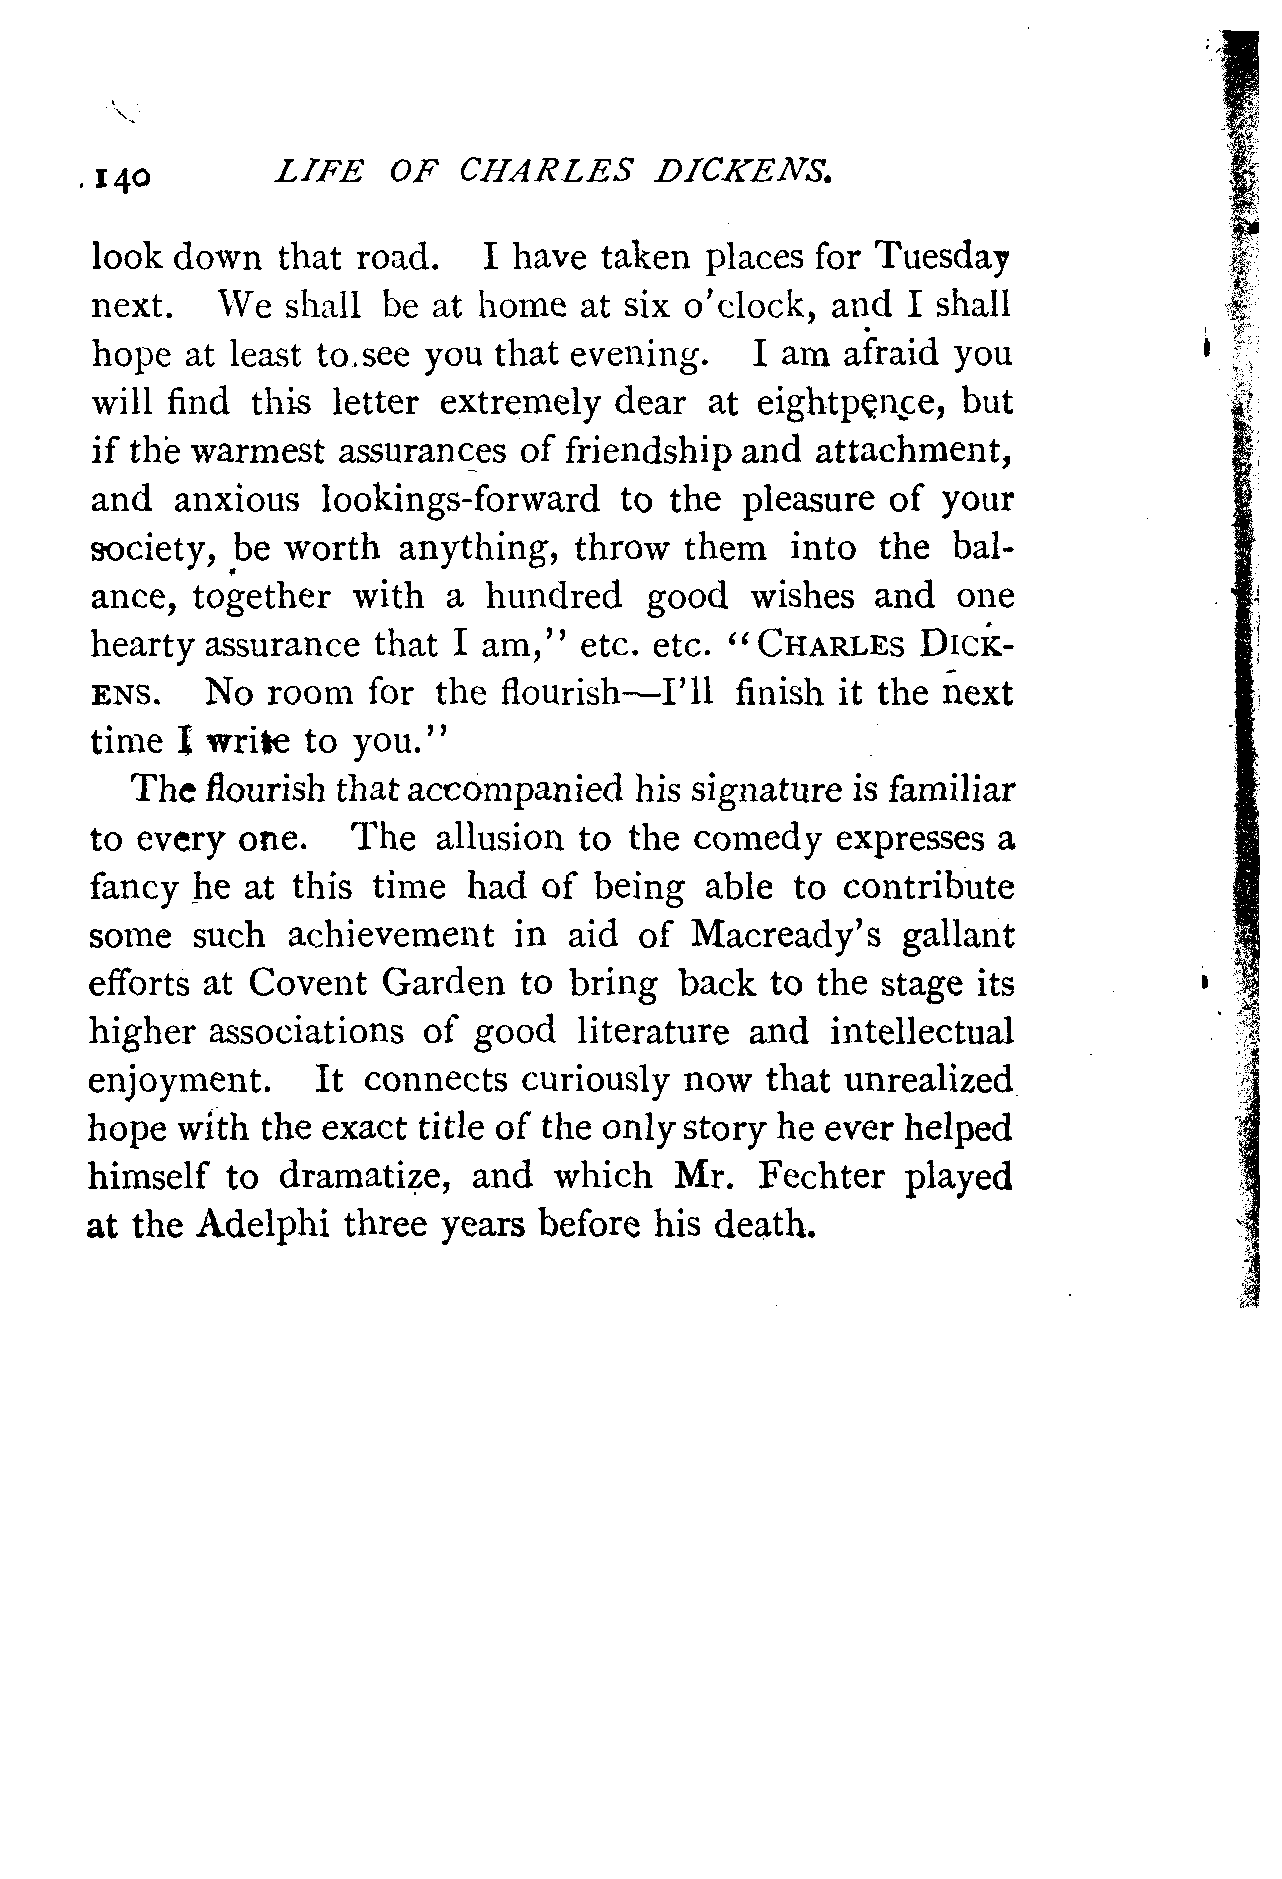 140 LIFE OF CHARLES DICKENS.
look down that road. I have taken places for Tuesday
next. We shall be at home at six o'clock, and I shall
hope at least to see you that evening. I am afraid you
will find this letter extremely dear at eightpence, but
if the warmest assurances of friendship and attachment,
and anxious lookings-forward to the pleasure of your
society, be worth anything, throw them into the bal-
ance, together with a hundred good wishes and one
hearty assurance that I am," etc. etc. "CHARLES DICK-
ENS. No room for the flourish—I'll finish it the next
time I write to you."
The flourish that accompanied his signature is familiar
to every one. The allusion to the comedy expresses a
fancy he at this time had of being able to contribute
some such achievement in aid of Macready's gallant
efforts at Covent Garden to bring back to the stage its
higher associations of good literature and intellectual
enjoyment. It connects curiously now that unrealized
hope with the exact title of the only story he ever helped
himself to dramatize, and which Mr. Fechter played
at the Adelphi three years before his death.